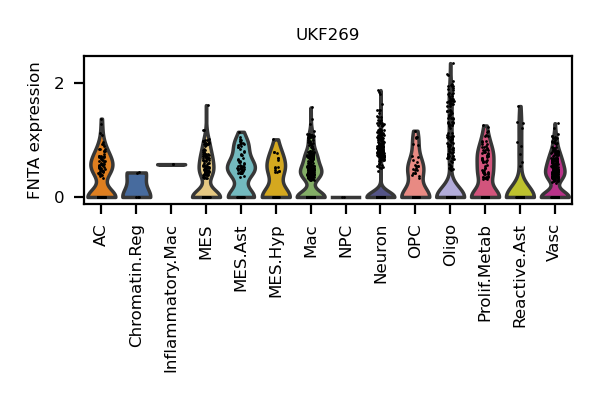 UKF269
FNTA expression
2
0
AC
Chromatin.Reg
Inflammatory.Mac
MES
MES.Ast
MES.Hyp
Mac
NPC
Neuron
OPC
Oligo
Prolif.Metab
Reactive.Ast
Vasc